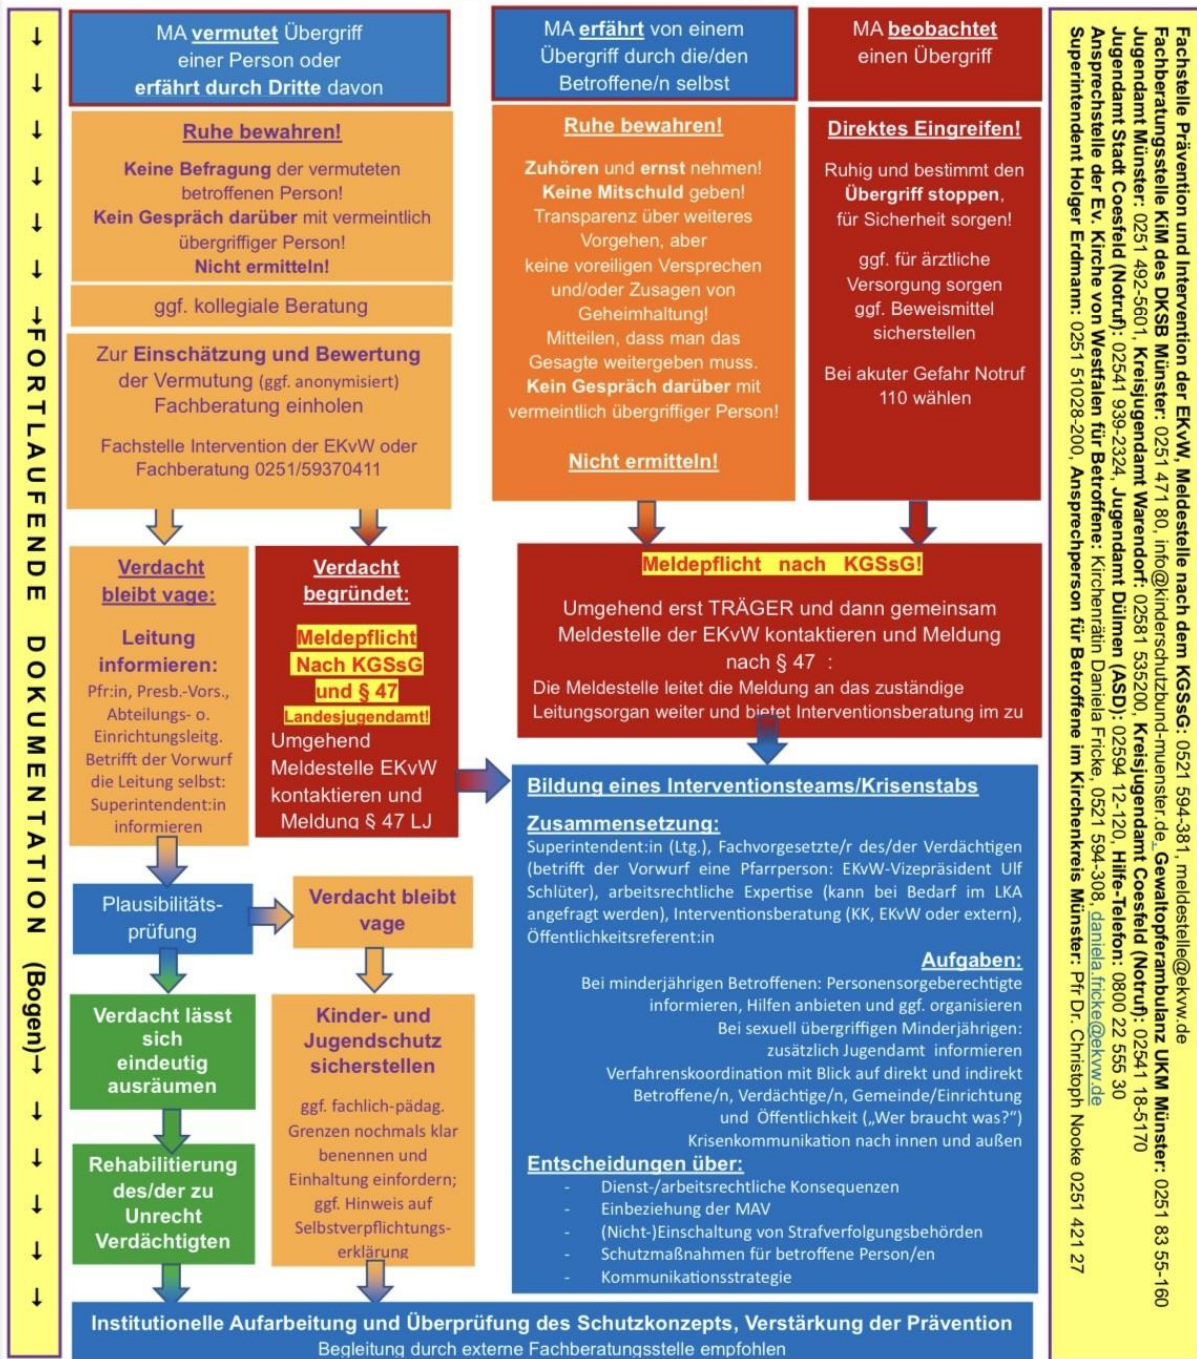 ↓
↓
↓
↓
↓
↓
↓FORTLAUFENDE DOKUMENTATION (Bogen)↓
↓
↓
↓
↓
↓
MA vermutet Übergriff
einer Person oder
erfährt durch Dritte davon
Ruhe bewahren!
Keine Befragung der vermuteten
betroffenen Person!
Kein Gespräch darüber mit vermeintlich
übergriffiger Person!
Nicht ermitteln!
ggf. kollegiale Beratung
Zur Einschätzung und Bewertung
der Vermutung (ggf. anonymisiert)
Fachberatung einholen
Fachstelle Intervention der EKvW oder
Fachberatung 0251/59370411
MA erfährt von einem
Übergriff durch die/den
Betroffene/n selbst
Ruhe bewahren!
Zuhören und ernst nehmen!
Keine Mitschuld geben!
Transparenz über weiteres
Vorgehen, aber
keine voreiligen Versprechen
und/oder Zusagen von
Geheimhaltung!
Mitteilen, dass man das
Gesagte weitergeben muss.
Kein Gespräch darüber mit
vermeintlich übergriffiger Person!
Nicht ermitteln!
MA beobachtet
einen Übergriff
Direktes Eingreifen!
Ruhig und bestimmt den
Übergriff stoppen,
für Sicherheit sorgen!
ggf. für ärztliche
Versorgung sorgen
ggf. Beweismittel
sicherstellen
Bei akuter Gefahr Notruf
110 wählen
Verdacht
bleibt vage:
Leitung
informieren:
Pfr:in, Presb.-Vors.,
Abteilungs- o.
Einrichtungsleitg.
Betrifft der Vorwurf
die Leitung selbst:
Superintendent:in
informieren
Verdacht
begründet:
Meldepflicht
Nach KGSsG
und § 47
Landesjugendamt!
Umgehend
Meldestelle EKvW
kontaktieren und
Meldung § 47 LJ
Meldepflicht nach KGSsG!
Umgehend erst TRÄGER und dann gemeinsam
Meldestelle der EKvW kontaktieren und Meldung
nach § 47 :
Die Meldestelle leitet die Meldung an das zuständige
Leitungsorgan weiter und bietet Interventionsberatung im zu
Plausibilitäts-
prüfung
Verdacht bleibt
vage
Verdacht lässt
sich
eindeutig
ausräumen
Rehabilitierung
des/der zu
Unrecht
Verdächtigten
Kinder- und
Jugendschutz
sicherstellen
ggf. fachlich-pädag.
Grenzen nochmals klar
benennen und
Einhaltung einfordern;
ggf. Hinweis auf
Selbstverpflichtungs-
erklärung
Bildung eines Interventionsteams/Krisenstabs
Zusammensetzung:
Superintendent:in (Ltg.), Fachvorgesetzte/r des/der Verdächtigen
(betrifft der Vorwurf eine Pfarrperson: EKvW-Vizepräsident Ulf
Schlüter), arbeitsrechtliche Expertise (kann bei Bedarf im LKA
angefragt werden), Interventionsberatung (KK, EKvW oder extern),
Öffentlichkeitsreferent:in
Aufgaben:
Bei minderjährigen Betroffenen: Personensorgeberechtigte
informieren, Hilfen anbieten und ggf. organisieren
Bei sexuell übergriffigen Minderjährigen:
zusätzlich Jugendamt informieren
Verfahrenskoordination mit Blick auf direkt und indirekt
Betroffene/n, Verdächtige/n, Gemeinde/Einrichtung
und Öffentlichkeit („Wer braucht was?“)
Krisenkommunikation nach innen und außen
Entscheidungen über:
- Dienst-/arbeitsrechtliche Konsequenzen
- Einbeziehung der MAV
- (Nicht-)Einschaltung von Strafverfolgungsbehörden
- Schutzmaßnahmen für betroffene Person/en
- Kommunikationsstrategie
Institutionelle Aufarbeitung und Überprüfung des Schutzkonzepts, Verstärkung der Prävention
Begleitung durch externe Fachberatungsstelle empfohlen
Fachstelle Prävention und Intervention der EKvW, Meldestelle nach dem KGSsG: 0521 594-381, meldestelle@ekvw.de
Fachberatungsstelle KiM des DKSB Münster: 0251 471 80, info@kinderschutzbund-muenster.de, Gewaltopferambulanz UKM Münster: 0251 83 55-160
Jugendamt Münster: 0251 492-5601, Kreisjugendamt Warendorf: 02581 535200, Kreisjugendamt Coesfeld (Notruf): 02541 18-5170
Jugendamt Stadt Coesfeld (Notruf): 02541 939-2324, Jugendamt Dülmen (ASD): 02594 12-120, Hilfe-Telefon: 0800 22 555 30
Ansprechstelle der Ev. Kirche von Westfalen für Betroffene: Kirchenrätin Daniela Fricke, 0521 594-308, daniela.fricke@ekvw.de
Superintendent Holger Erdmann: 0251 51028-200, Ansprechperson für Betroffene im Kirchenkreis Münster: Pfr Dr. Christoph Nooke 0251 421 27